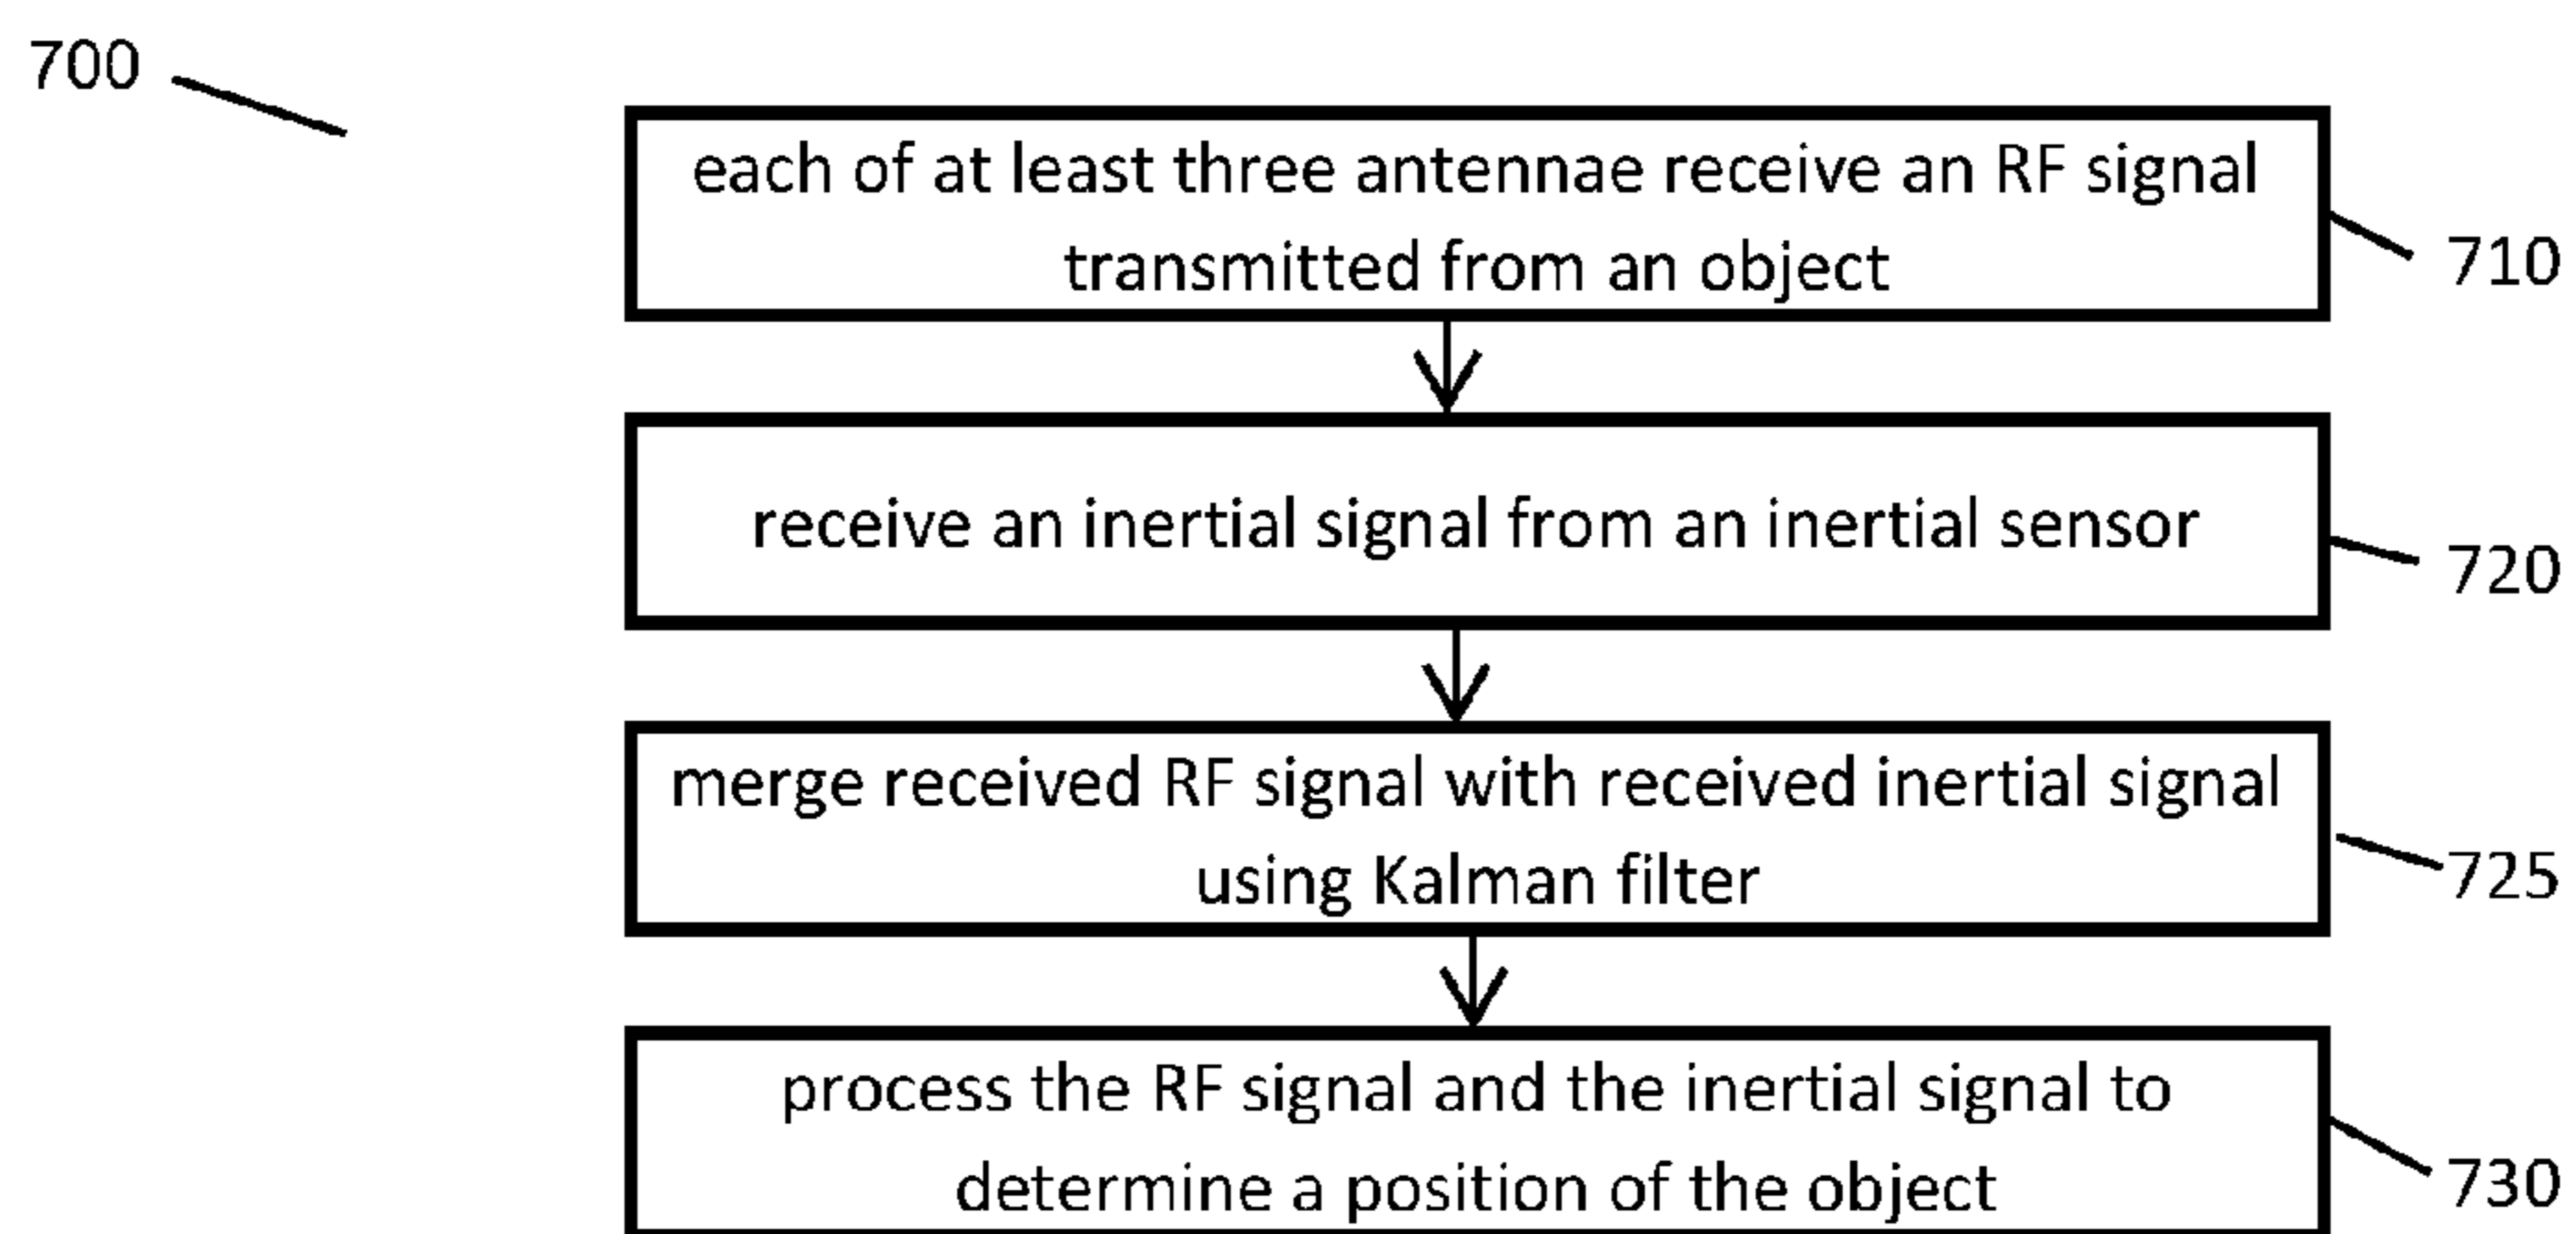 700
each of at least three antennae receive an RF signal
transmitted from an object
710
receive an inertial signal from an inertial sensor
720
merge received RF signal with received inertial signal
using Kalman filter
725
process the RF signal and the inertial signal to
determine a position of the object
730